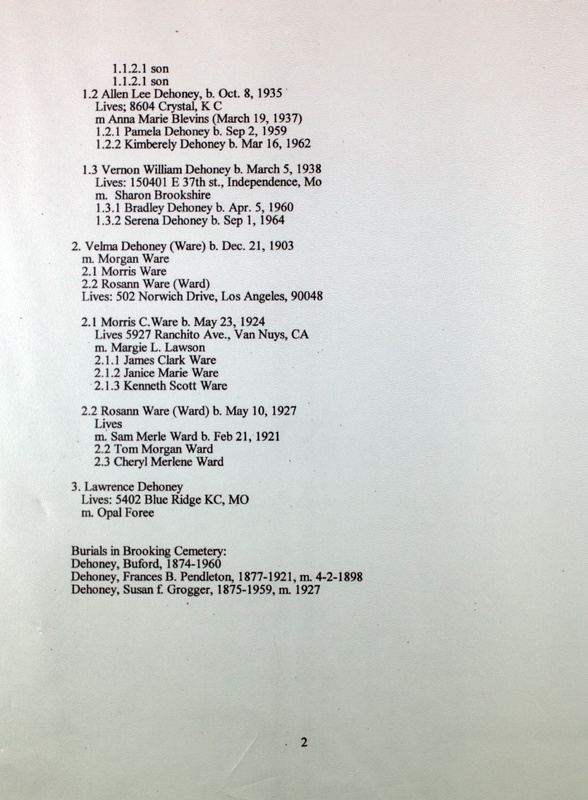 1.1.2.1 son
1.1.2.1 son
1.2 Allen Lee Dehoney, b. Oct. 8, 1935
Lives; 8604 Crystal, K C
m Anna Marie Blevins (March 19, 1937)
1.2.1 Pamela Dehoney b. Sep 2, 1959
1.2.2 Kimberely Dehoney b. Mar 16, 1962
1.3 Vernon William Dehoney b. March 5, 1938
Lives: 150401 E 37th st., Independence, Mo
m. Sharon Brookshire
1.3.1 Bradley Dehoney b. Apr. 5, 1960
1.3.2 Serena Dehoney b. Sep 1, 1964
2. Velma Dehoney (Ware) b. Dec. 21, 1903
m. Morgan Ware
2.1 Morris Ware
2.2 Rosann Ware (Ward)
Lives: 502 Norwich Drive, Los Angeles, 90048
2.1 Morris C.Ware b. May 23, 1924
Lives 5927 Ranchito Ave., Van Nuys, CA
m. Margie L. Lawson
2.1.1 James Clark Ware
2.1.2 Janice Marie Ware
2.1.3 Kenneth Scott Ware
2.2 Rosann Ware (Ward) b. May 10, 1927
Lives
m. Sam Merle Ward b. Feb 21, 1921
2.2 Tom Morgan Ward
2.3 Cheryl Merlene Ward
3. Lawrence Dehoney
Lives: 5402 Blue Ridge KC, MO
m. Opal Foree
Burials in Brooking Cemetery:
Dehoney, Buford, 1874-1960
Dehoney, Frances B. Pendleton, 1877-1921, m. 4-2-1898
Dehoney, Susan f. Grogger, 1875-1959, m. 1927
2